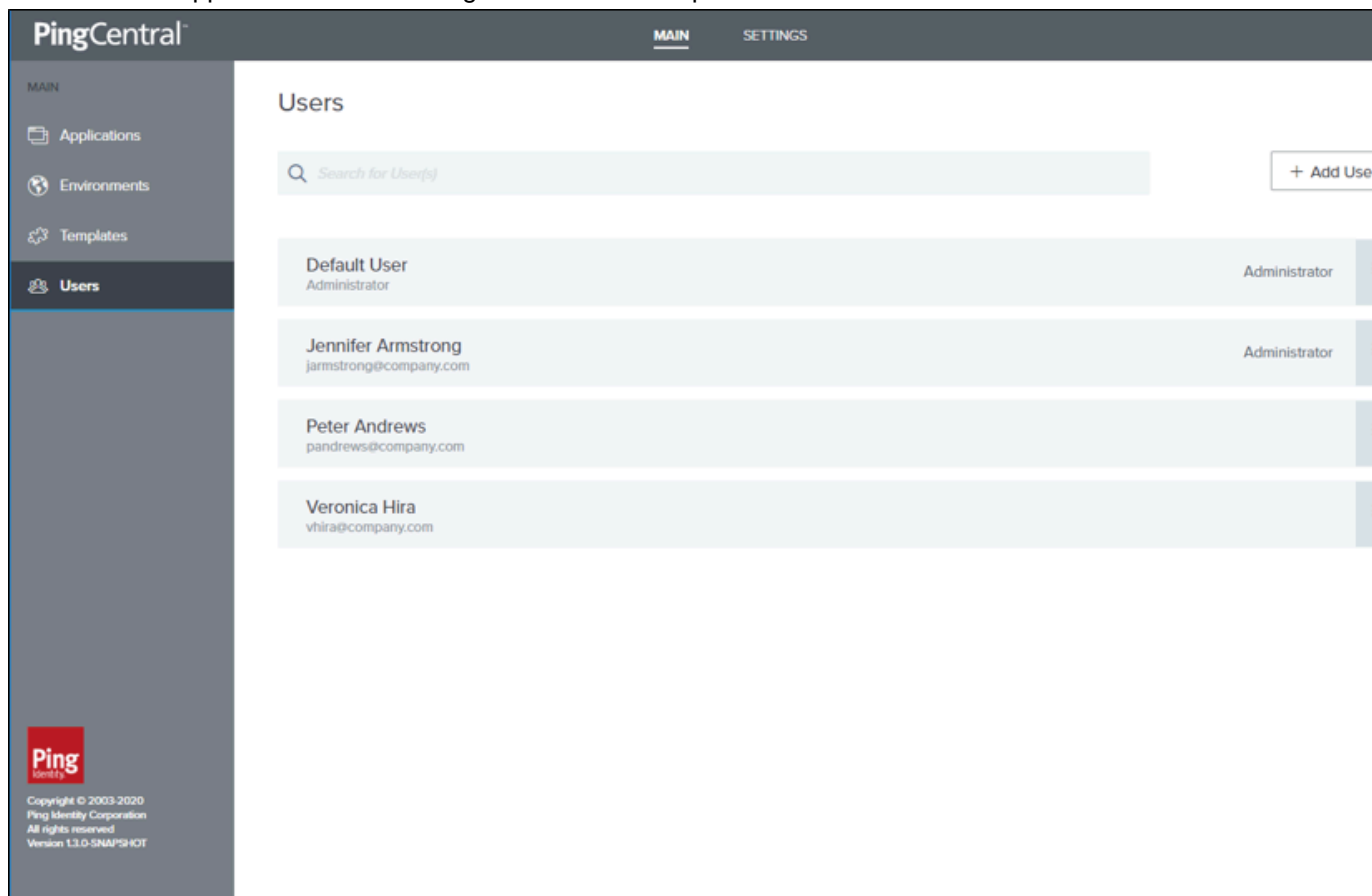 PingCentral
MAIN
SETTINGS
MAIN
Applications
Environments
Templates
Users
Users
Search for User(s)
+ Add Use
Default User
Administrator
Administrator
Jennifer Armstrong
jarmstrong@company.com
Administrator
Peter Andrews
pandrews@company.com
Veronica Hira
vhira@company.com
Ping
Identity
Copyright © 2003-2020
Ping Identity Corporation
All rights reserved
Version 1.3.0-SNAPSHOT